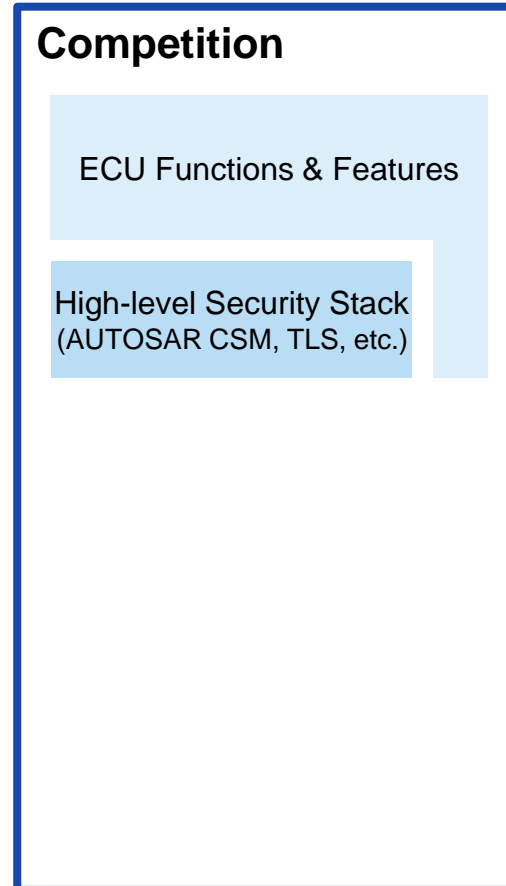 Competition
ECU Functions & Features
High-level Security Stack
(AUTOSAR CSM, TLS, etc.)